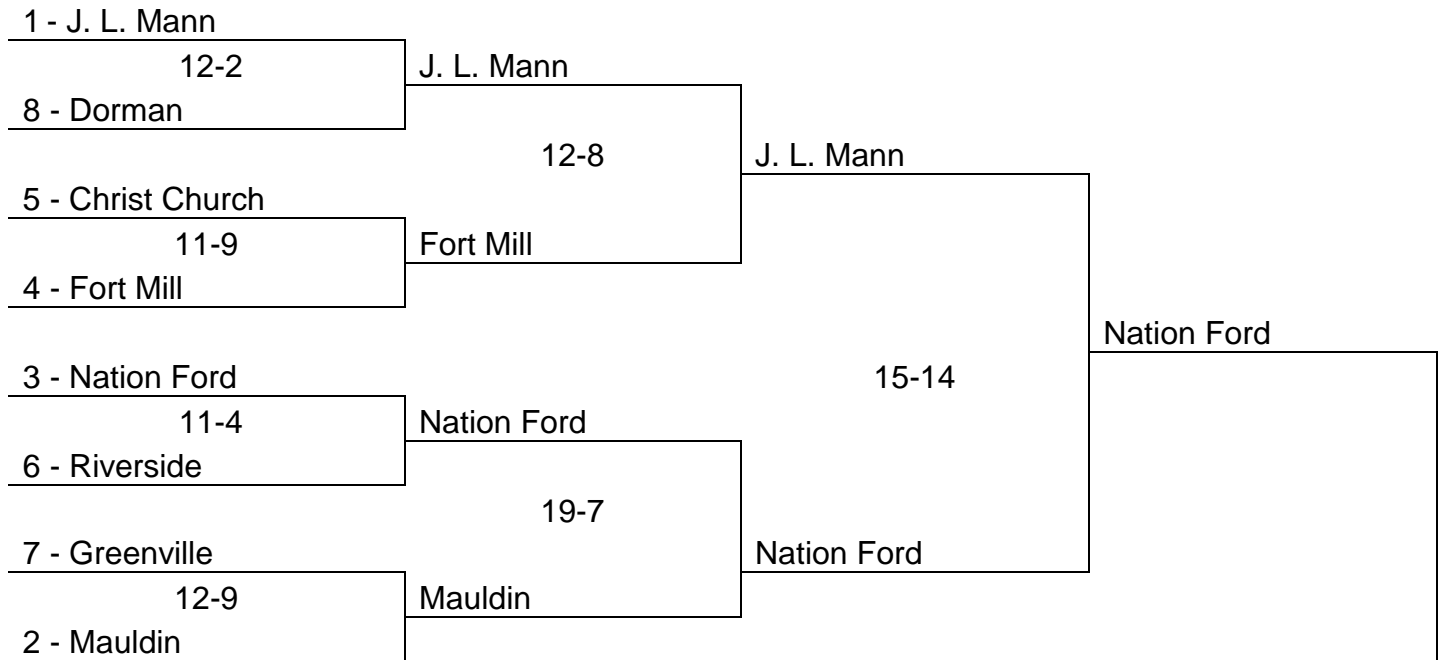 1 - J. L. Mann
12-2
J. L. Mann
8 - Dorman
12-8
J. L. Mann
5 - Christ Church
11-9
Fort Mill
4 - Fort Mill
Nation Ford
3 - Nation Ford
15-14
11-4
Nation Ford
6 - Riverside
19-7
7 - Greenville
Nation Ford
12-9
Mauldin
2 - Mauldin